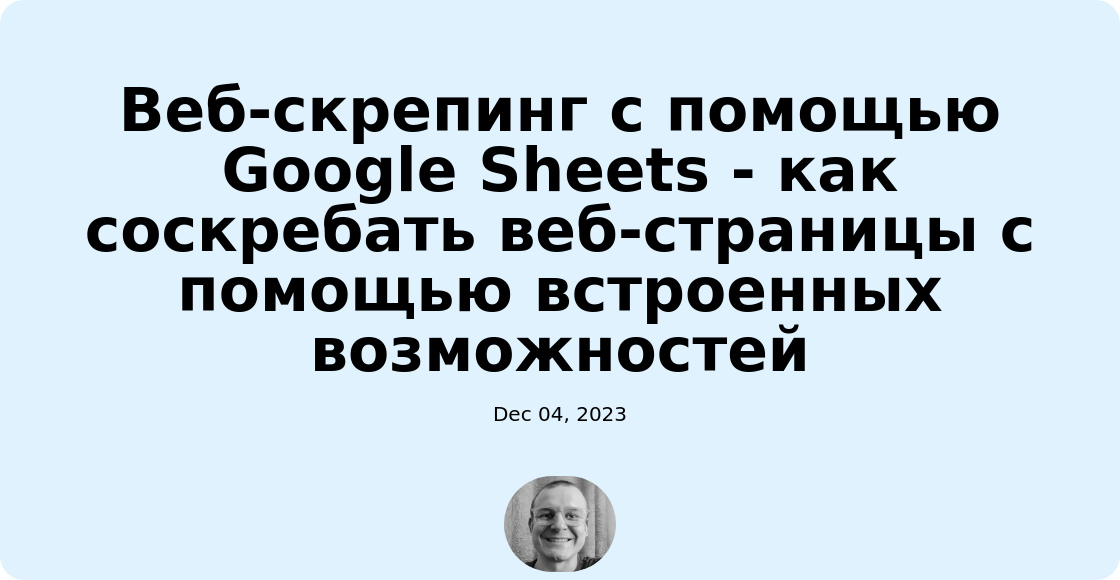 Веб-скрепинг с помощью
Google Sheets - как
соскребать веб-страницы с
помощью встроенных
возможностей
Dec 04, 2023